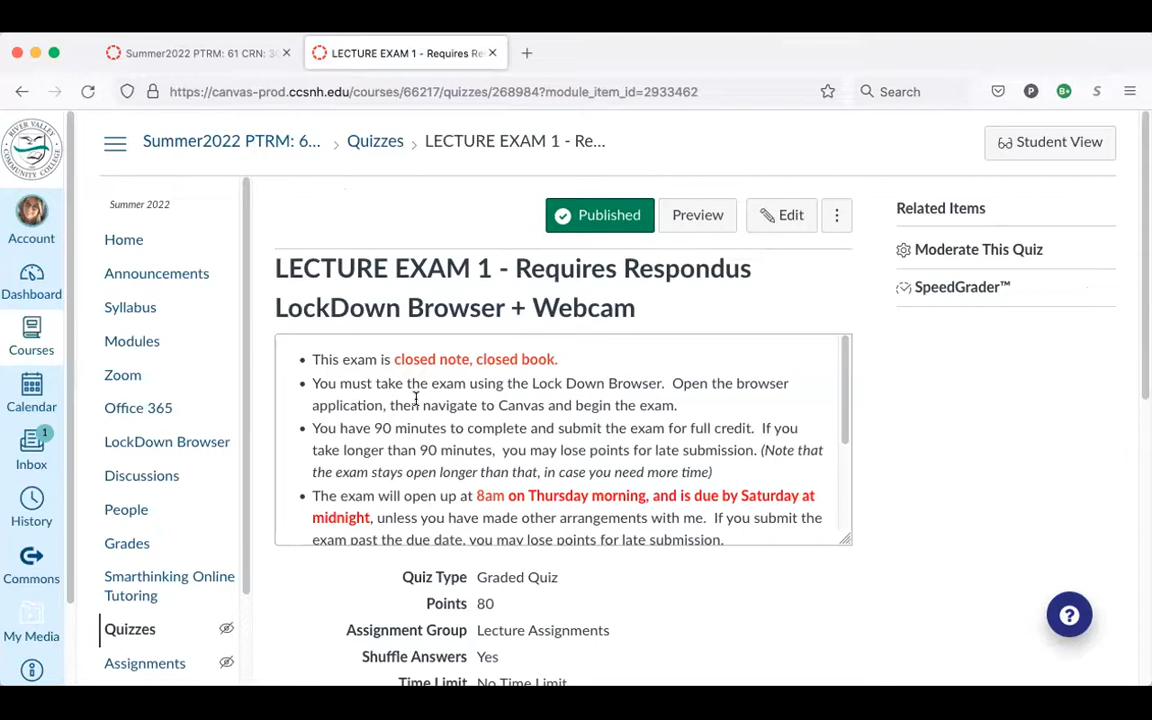 Summer2022 PTRM: 61 CRN: 30
LECTURE EXAM 1 - Requires Re
https://canvas-prod.ccsnh.edu/courses/66217/quizzes/268984?module_item_id=2933462
Search
RIVER VALLEY
COMMUNITY COLLEGE
Summer2022 PTRM: 6...
Quizzes
LECTURE EXAM 1 - Re...
Student View
Account
Dashboard
Courses
Calendar
1
Inbox
History
Commons
My Media
Summer 2022
Home
Announcements
Syllabus
Modules
Zoom
Office 365
LockDown Browser
Discussions
People
Grades
Smarthinking Online
Tutoring
Quizzes
Assignments
Published
Preview
Edit
LECTURE EXAM 1 - Requires Respondus
LockDown Browser + Webcam
• This exam is closed note, closed book.
• You must take the exam using the Lock Down Browser. Open the browser
application, then navigate to Canvas and begin the exam.
• You have 90 minutes to complete and submit the exam for full credit. If you
take longer than 90 minutes, you may lose points for late submission. (Note that
the exam stays open longer than that, in case you need more time)
• The exam will open up at 8am on Thursday morning, and is due by Saturday at
midnight, unless you have made other arrangements with me. If you submit the
exam past the due date, you may lose points for late submission.
Quiz Type Graded Quiz
Points 80
Assignment Group Lecture Assignments
Shuffle Answers Yes
Time Limit No Time Limit
Related Items
Moderate This Quiz
SpeedGrader™